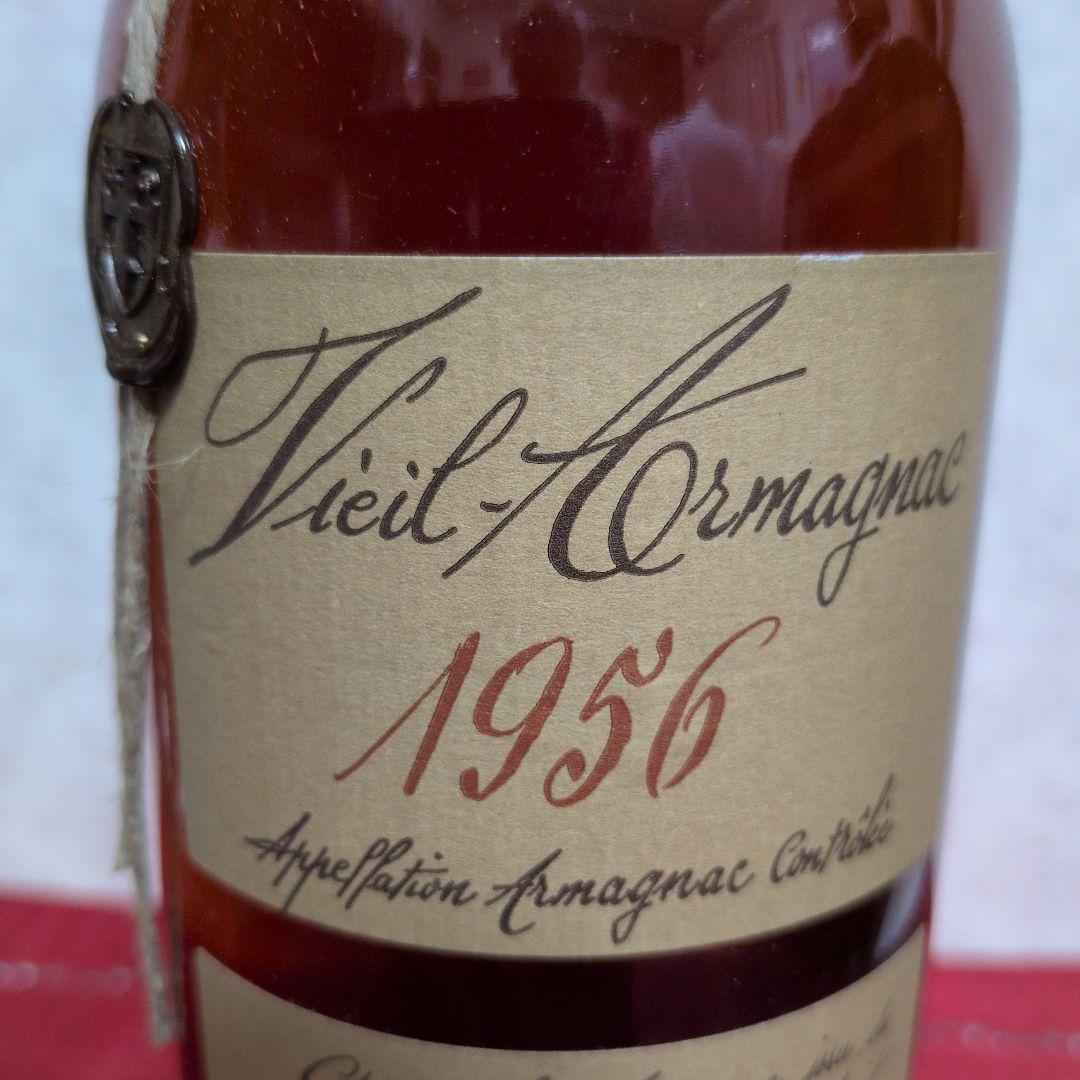 Vieil-Armagnac
1956
Appellation Armagnac Contrôlée